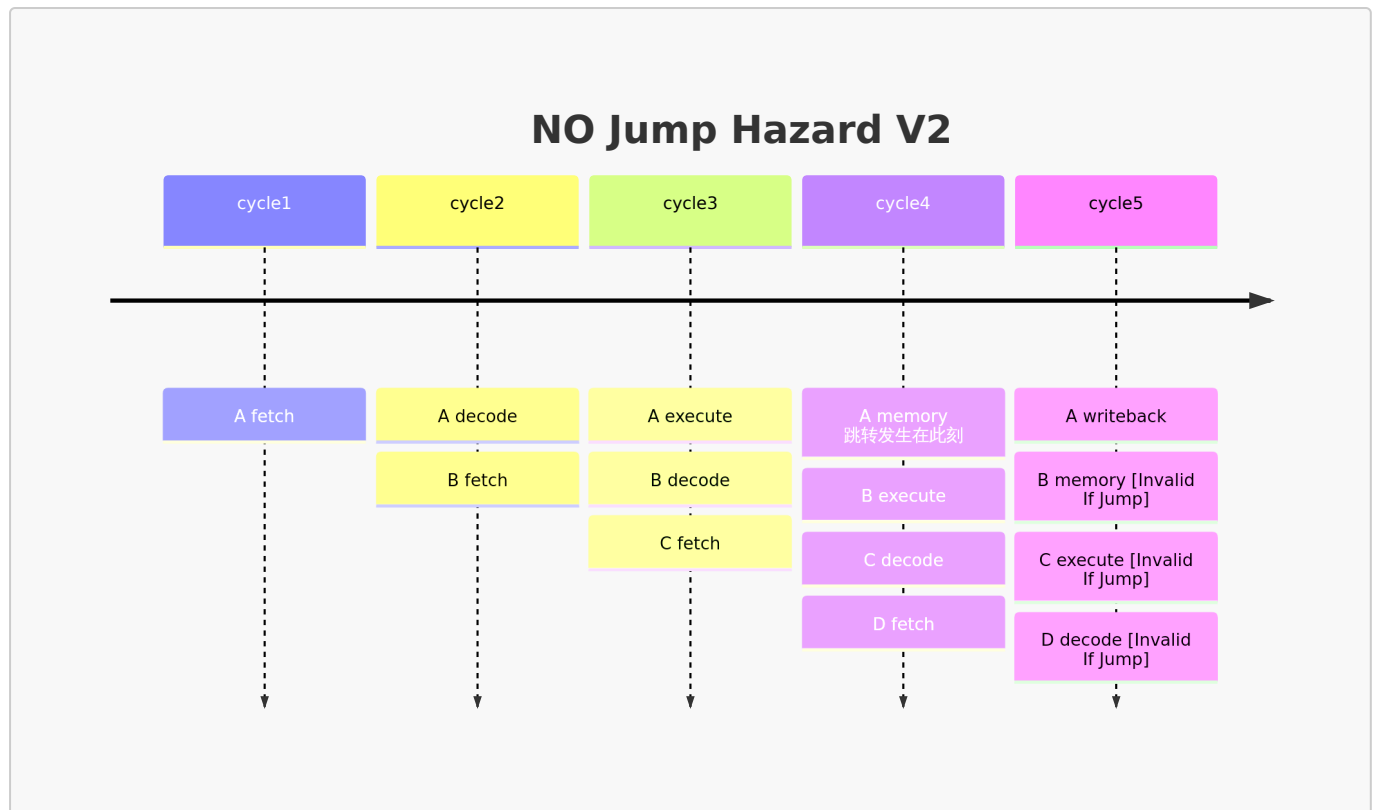 NO Jump Hazard V2
cycle1
cycle2
cycle3
cycle4
cycle5
A fetch
A decode
B fetch
A execute
B decode
C fetch
A memory
跳转发生在此刻
B execute
C decode
D fetch
A writeback
B memory [Invalid
If Jump]
C execute [Invalid
If Jump]
D decode [Invalid
If Jump]